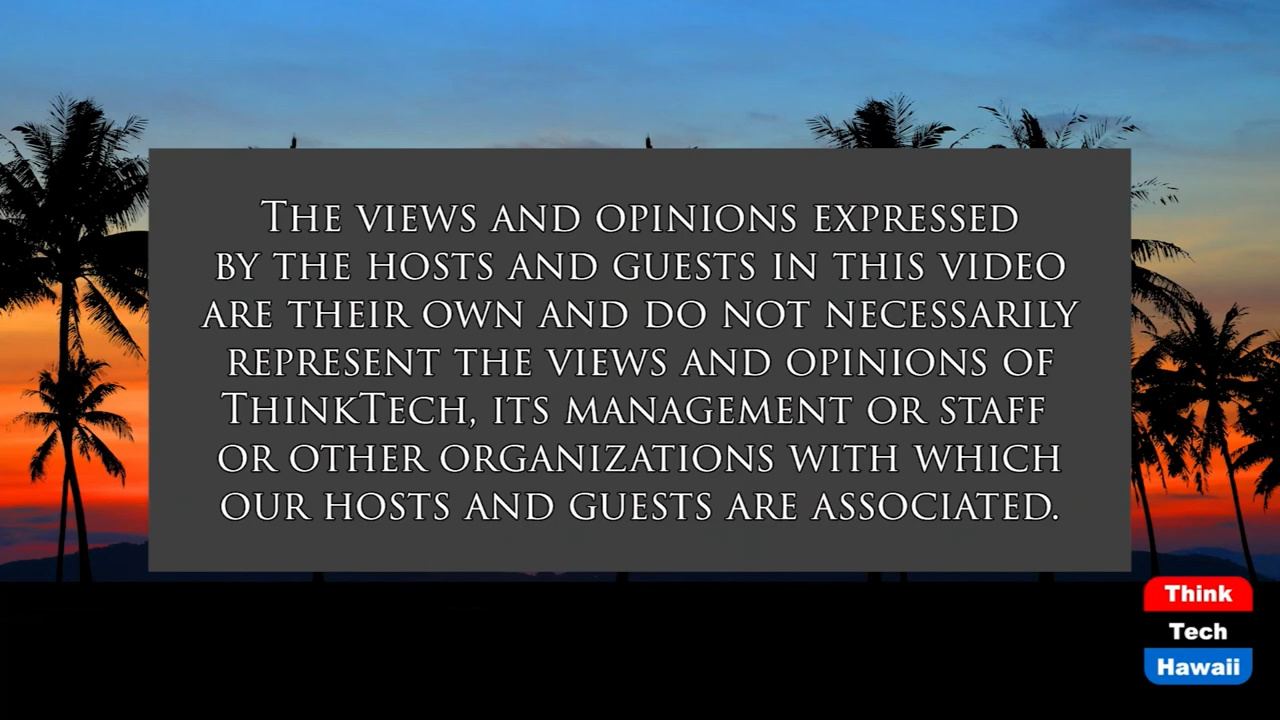 The views and opinions expressed
by the hosts and guests in this video
are their own and do not necessarily
represent the views and opinions of
ThinkTech, its management or staff
or other organizations with which
our hosts and guests are associated.
Think
Tech
Hawaii